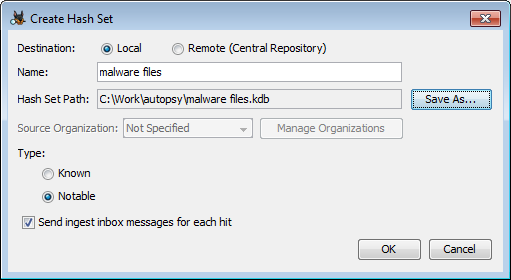 Create Hash Set
Destination: Local Remote (Central Repository)
Name: malware files
Hash Set Path: C:\Work\autopsy\malware files.kdb Save As...
Source Organization: Not Specified Manage Organizations
Type:
Known
Notable
Send ingest inbox messages for each hit
OK Cancel